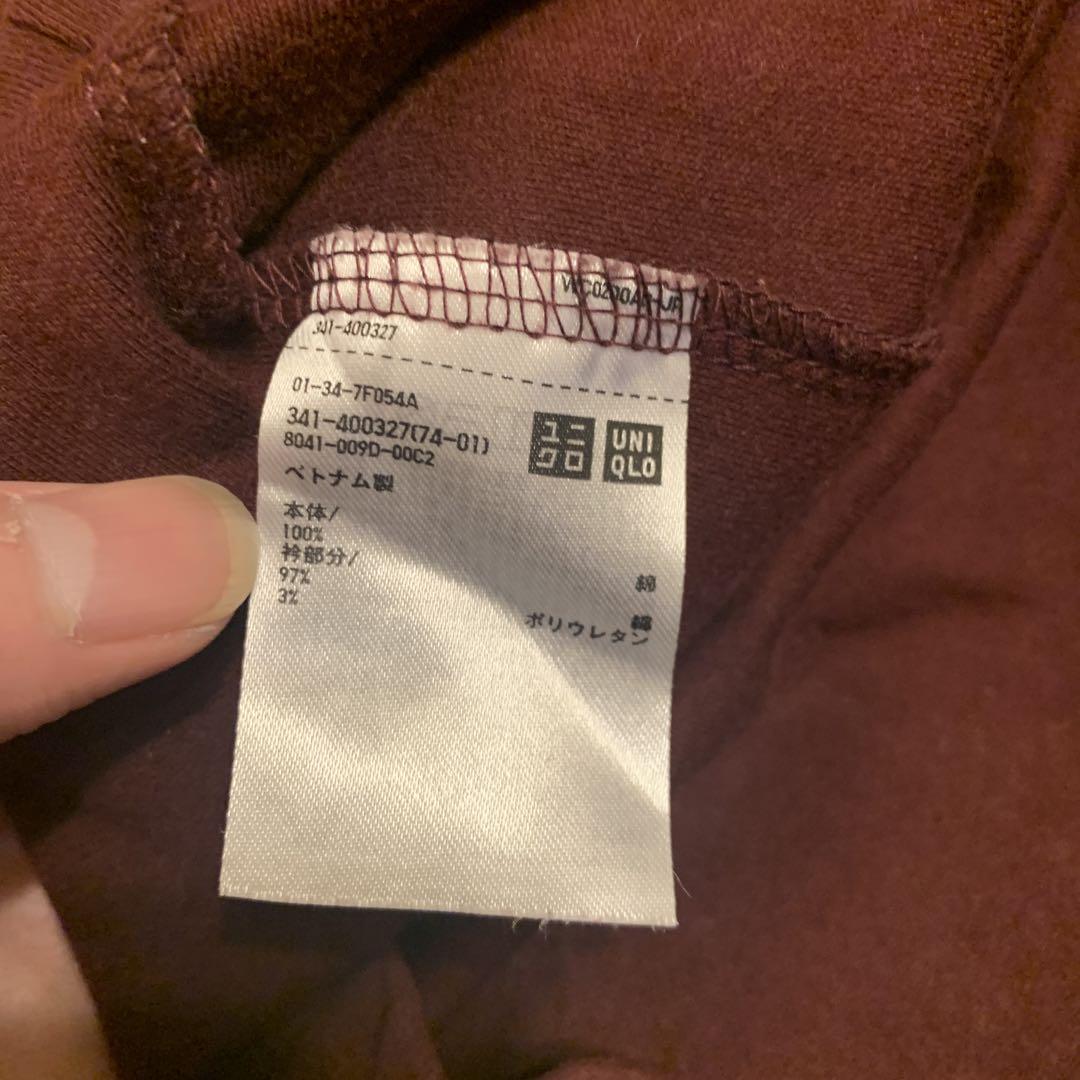 341-400327
01-34-7F054A
341-400327(74-01)
8041-009D-00C2
ユニ
クロ
UNI
QLO
ベトナム製
本体/
100% 綿
衿部分/
97% 綿
3% ポリウレタン